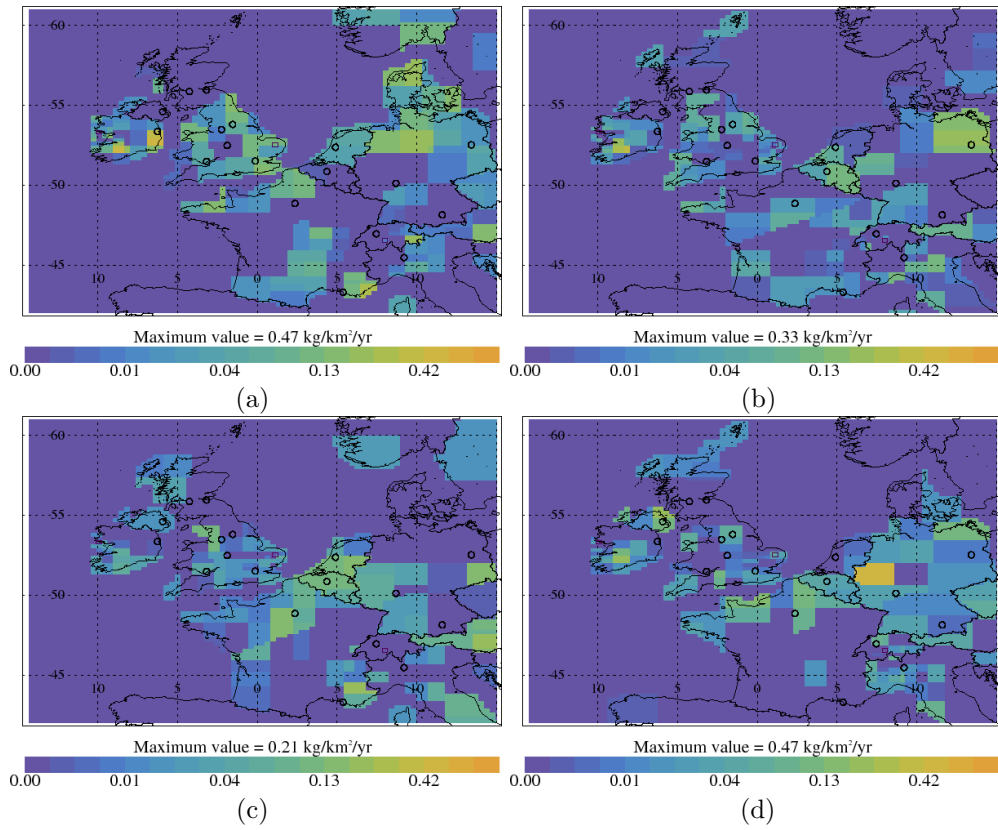 60
55
50
45
10 5 0 5 10
Maximum value = 0.47 kg/km²/yr
0.00 0.01 0.04 0.13 0.42
(a)
60
55
50
45
10 5 0 5 10
Maximum value = 0.33 kg/km²/yr
0.00 0.01 0.04 0.13 0.42
(b)
60
55
50
45
10 5 0 5 10
Maximum value = 0.21 kg/km²/yr
0.00 0.01 0.04 0.13 0.42
(c)
60
55
50
45
10 5 0 5 10
Maximum value = 0.47 kg/km²/yr
0.00 0.01 0.04 0.13 0.42
(d)